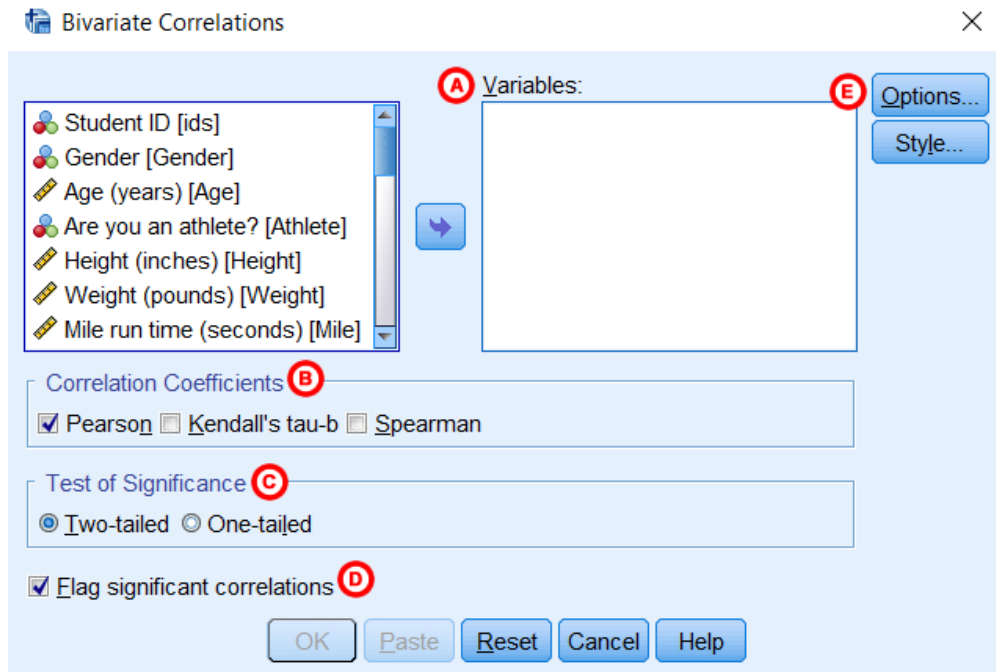 Bivariate Correlations
A Variables:
E Options...
Style...
Student ID [ids]
Gender [Gender]
Age (years) [Age]
Are you an athlete? [Athlete]
Height (inches) [Height]
Weight (pounds) [Weight]
Mile run time (seconds) [Mile]
Correlation Coefficients B
Pearson Kendall's tau-b Spearman
Test of Significance C
Two-tailed One-tailed
Flag significant correlations D
OK Paste Reset Cancel Help